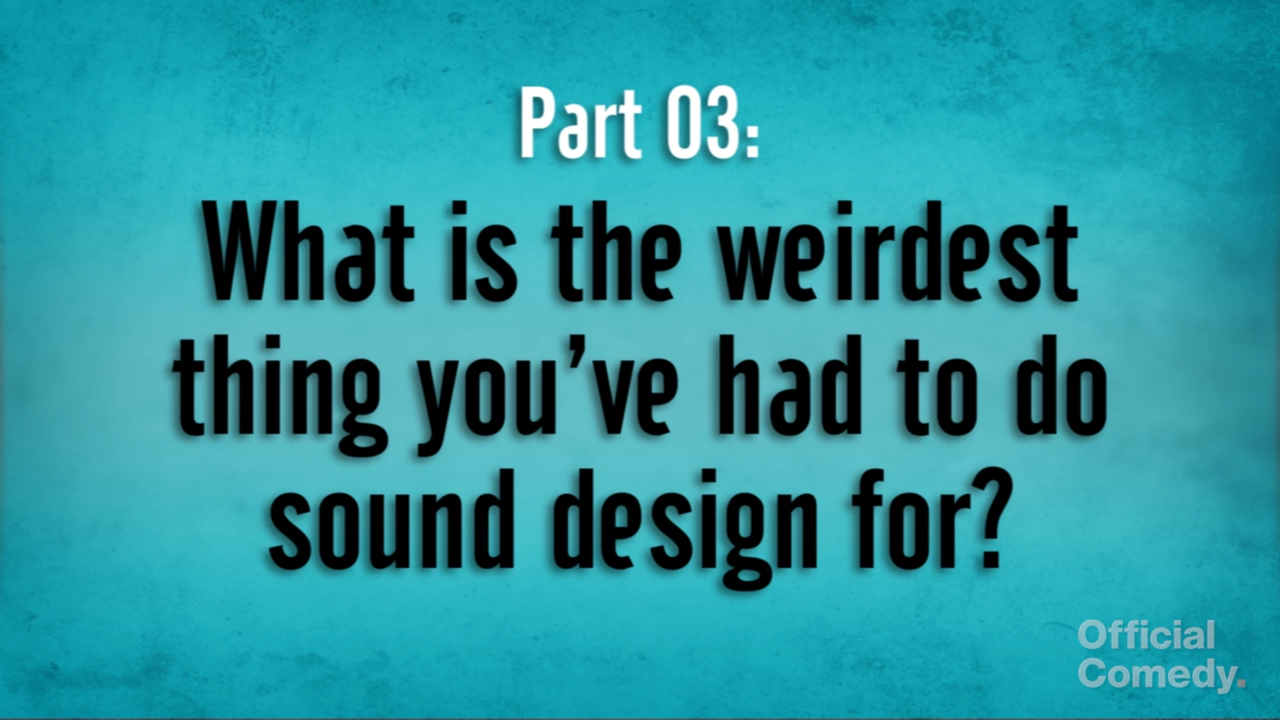 Part 03:
What is the weirdest
thing you’ve had to do
sound design for?
Official
Comedy.